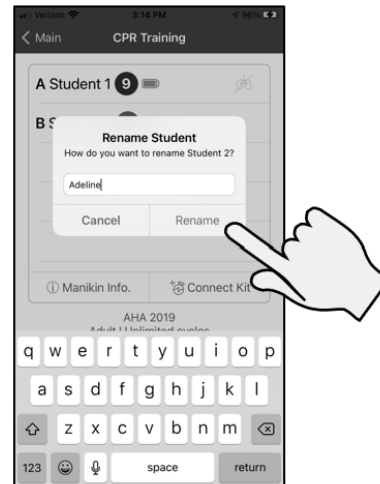 Verizon 3:14 PM 96%
Main CPR Training
A Student 1 9
B S
Rename Student
How do you want to rename Student 2?
Adeline
Cancel Rename
Manikin Info. Connect Kit
AHA 2019
Adult | Unlimited cycles
q w e r t y u i o p
a s d f g h j k l
z x c v b n m
123 space return